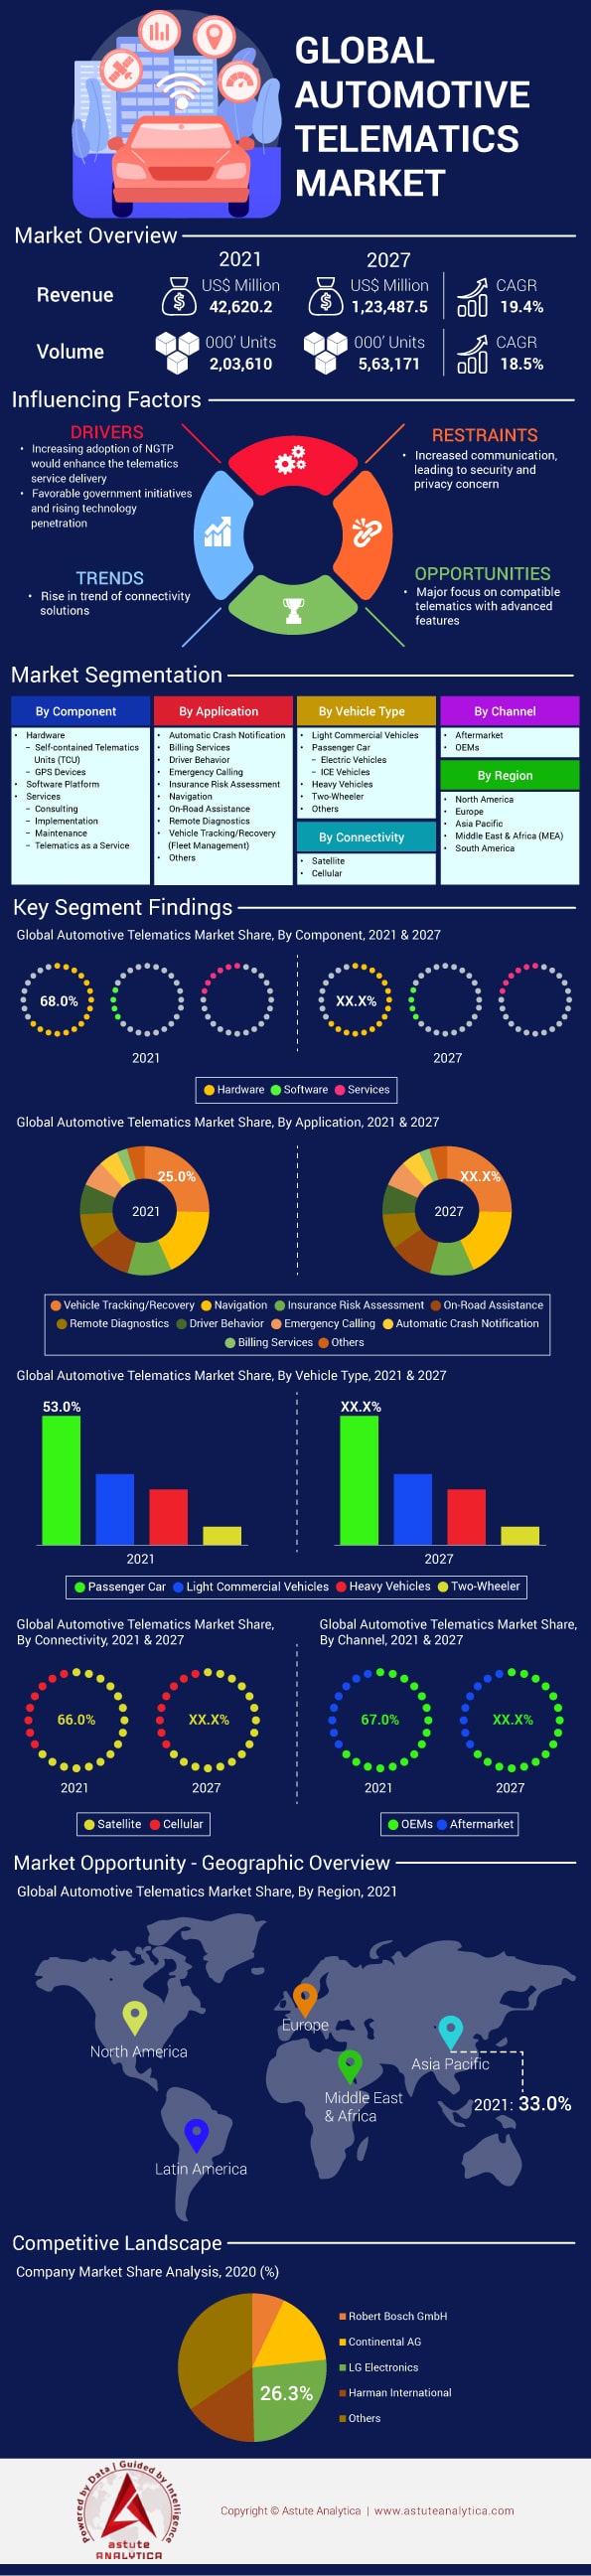 GLOBAL
AUTOMOTIVE
TELEMATICS
MARKET
Market Overview
2021
2027
Revenue
US$ Million
42,620.2
US$ Million
1,23,487.5
CAGR
19.4%
Volume
000' Units
2,03,610
000' Units
5,63,171
CAGR
18.5%
Influencing Factors
DRIVERS
• Increasing adoption of NGTP
would enhance the telematics
service delivery
• Favorable government initiatives
and rising technology
penetration
RESTRAINTS
• Increased communication,
leading to security and
privacy concern
TRENDS
• Rise in trend of connectivity
solutions
OPPORTUNITIES
• Major focus on compatible
telematics with advanced
features
Market Segmentation
By Component
• Hardware
– Self-contained Telematics
Units (TCU)
– GPS Devices
• Software Platform
• Services
– Consulting
– Implementation
– Maintenance
– Telematics as a Service
By Application
• Automatic Crash Notification
• Billing Services
• Driver Behavior
• Emergency Calling
• Insurance Risk Assessment
• Navigation
• On-Road Assistance
• Remote Diagnostics
• Vehicle Tracking/Recovery
(Fleet Management)
• Others
By Vehicle Type
• Light Commercial Vehicles
• Passenger Car
– Electric Vehicles
– ICE Vehicles
• Heavy Vehicles
• Two-Wheeler
• Others
By Connectivity
• Satellite
• Cellular
By Channel
• Aftermarket
• OEMs
By Region
• North America
• Europe
• Asia Pacific
• Middle East & Africa (MEA)
• South America
Key Segment Findings
Global Automotive Telematics Market Share, By Component, 2021 & 2027
68.0%
XX.X%
2021
2027
Hardware Software Services
Global Automotive Telematics Market Share, By Application, 2021 & 2027
25.0%
2021
XX.X%
2027
Vehicle Tracking/Recovery Navigation Insurance Risk Assessment On-Road Assistance
Remote Diagnostics Driver Behavior Emergency Calling Automatic Crash Notification
Billing Services Others
Global Automotive Telematics Market Share, By Vehicle Type, 2021 & 2027
53.0%
XX.X%
2021
2027
Passenger Car Light Commercial Vehicles Heavy Vehicles Two-Wheeler
Global Automotive Telematics Market Share,
By Connectivity, 2021 & 2027
66.0%
XX.X%
2021
2027
Satellite Cellular
Global Automotive Telematics Market Share,
By Channel, 2021 & 2027
67.0%
XX.X%
2021
2027
OEMs Aftermarket
Market Opportunity - Geographic Overview
Global Automotive Telematics Market Share, By Region, 2021
North America
Europe
Asia Pacific
Middle East
& Africa
2021: 33.0%
Latin America
Competitive Landscape
Company Market Share Analysis, 2020 (%)
26.3%
Robert Bosch GmbH
Continental AG
LG Electronics
Harman International
Others
Powered by Data | Guided by Intelligence
astute
ANALYTICA
Copyright © Astute Analytica | www.astuteanalytica.com